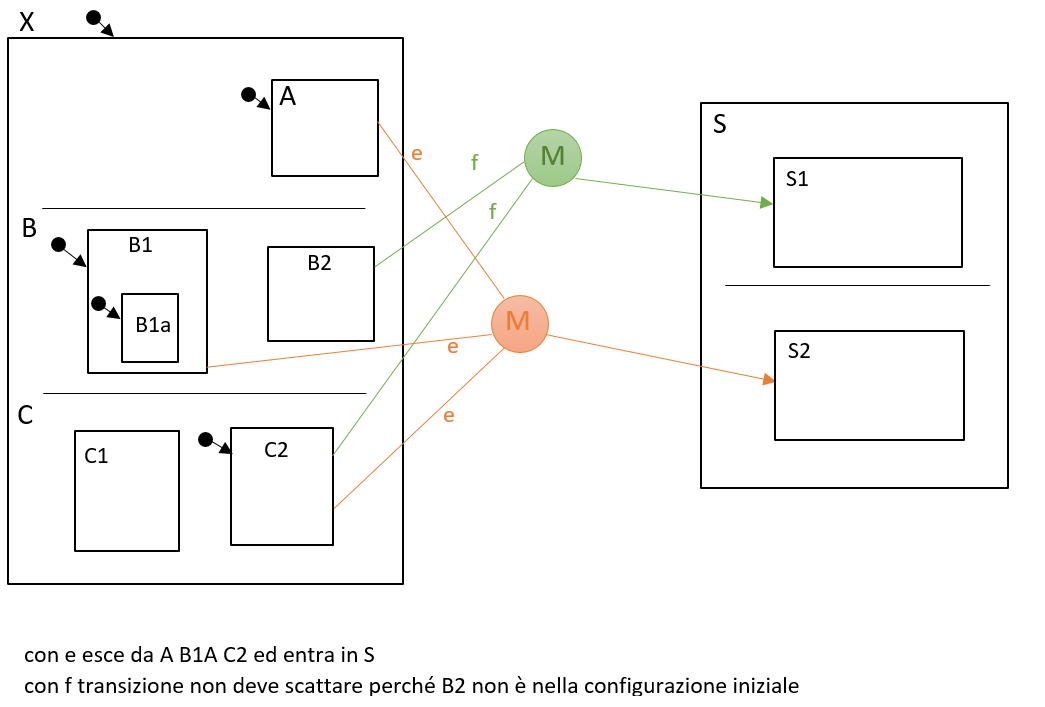 X
A
e
f
M
S
S1
f
B
B1
B2
B1a
M
e
S2
C
e
C1
C2
con e esce da A B1A C2 ed entra in S
con f transizione non deve scattare perché B2 non è nella configurazione iniziale